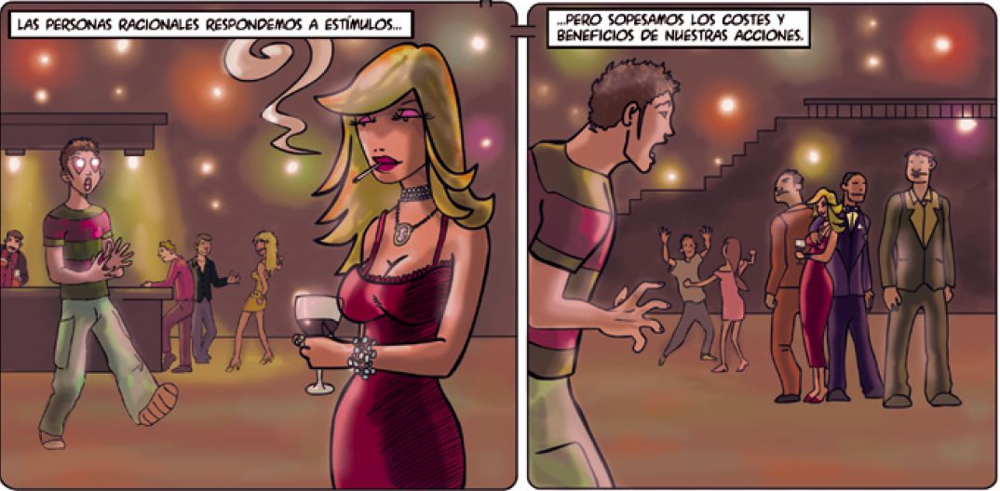 LAS PERSONAS RACIONALES RESPONDEMOS A ESTÍMULOS...
...PERO SOPESAMOS LOS COSTES Y
BENEFICIOS DE NUESTRAS ACCIONES.